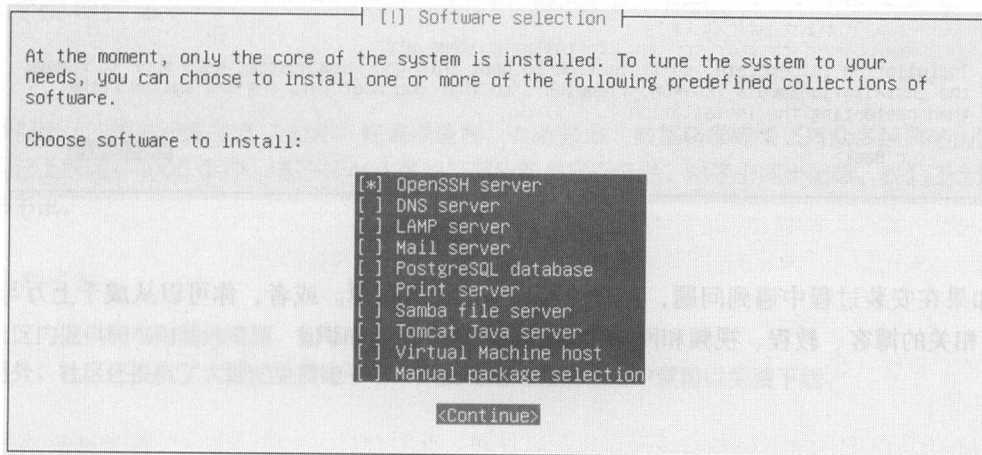 [!] Software selection
At the moment, only the core of the system is installed. To tune the system to your
needs, you can choose to install one or more of the following predefined collections of
software.
Choose software to install:
[*] OpenSSH server
[ ] DNS server
[ ] LAMP server
[ ] Mail server
[ ] PostgreSQL database
[ ] Print server
[ ] Samba file server
[ ] Tomcat Java server
[ ] Virtual Machine host
[ ] Manual package selection
<Continue>